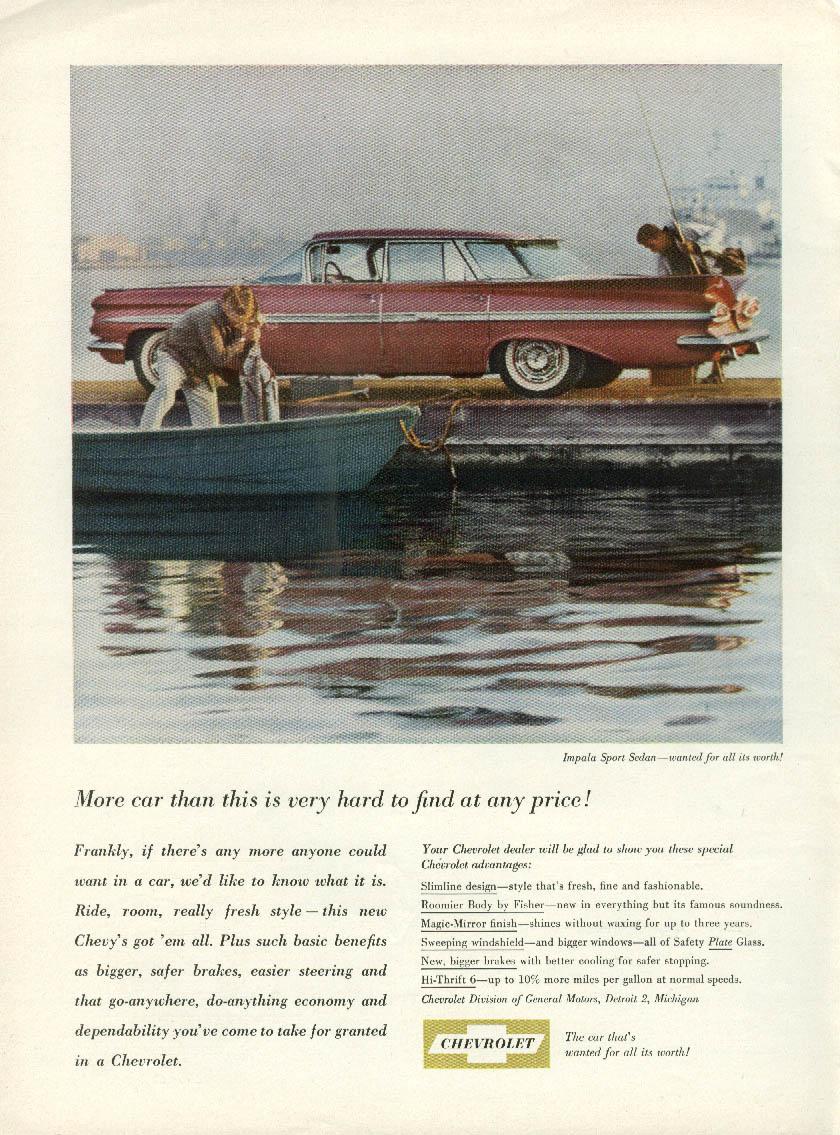 Impala Sport Sedan—wanted for all its worth!
More car than this is very hard to find at any price!
Frankly, if there's any more anyone could
want in a car, we'd like to know what it is.
Ride, room, really fresh style — this new
Chevy's got 'em all. Plus such basic benefits
as bigger, safer brakes, easier steering and
that go-anywhere, do-anything economy and
dependability you've come to take for granted
in a Chevrolet.
Your Chevrolet dealer will be glad to show you these special
Chevrolet advantages:
Slimline design—style that's fresh, fine and fashionable.
Roomier Body by Fisher—new in everything but its famous soundness.
Magic-Mirror finish—shines without waxing for up to three years.
Sweeping windshield—and bigger windows—all of Safety Plate Glass.
New, bigger brakes with better cooling for safer stopping.
Hi-Thrift 6—up to 10% more miles per gallon at normal speeds.
Chevrolet Division of General Motors, Detroit 2, Michigan
CHEVROLET
The car that's
wanted for all its worth!